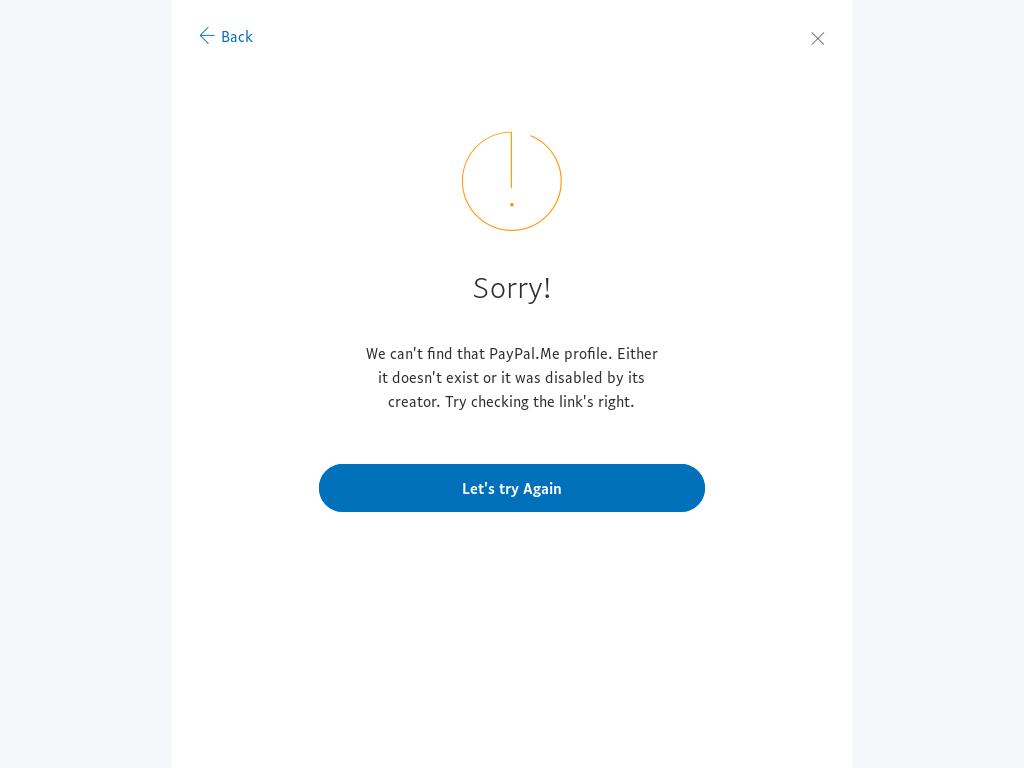 Back
Sorry!
We can't find that PayPal.Me profile. Either
it doesn't exist or it was disabled by its
creator. Try checking the link's right.
Let's try Again